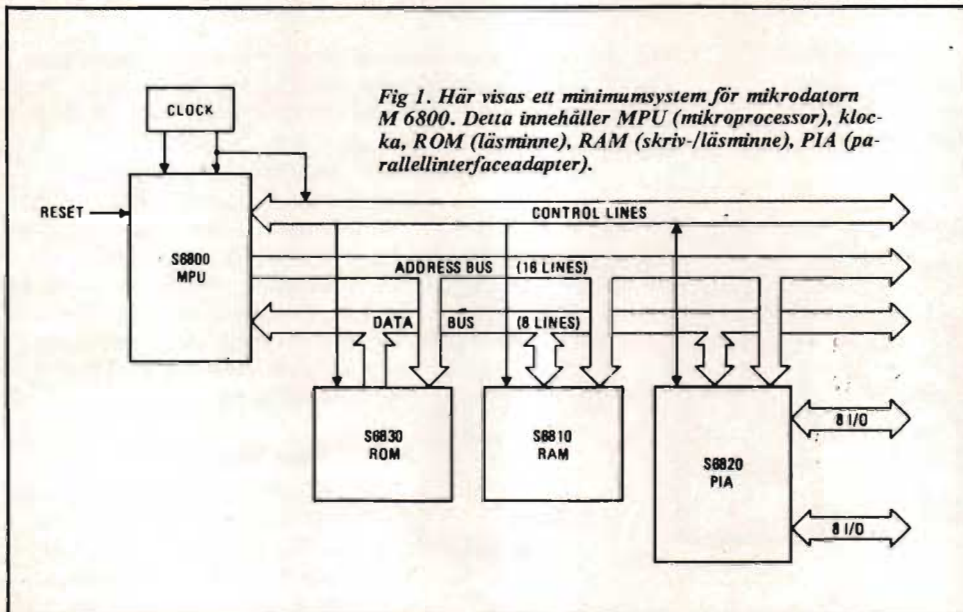 Fig 1. Här visas ett minimumsystem för mikrodatorn
M 6800. Detta innehåller MPU (mikroprocessor), kloc-
ka, ROM (läsminne), RAM (skriv-/läsminne), PIA (pa-
rallellinterfaceadapter).
CLOCK
RESET
CONTROL LINES
S6800
MPU
ADDRESS BUS (16 LINES)
DATA BUS (8 LINES)
S6830
ROM
S6810
RAM
S6820
PIA
8 I/O
8 I/O